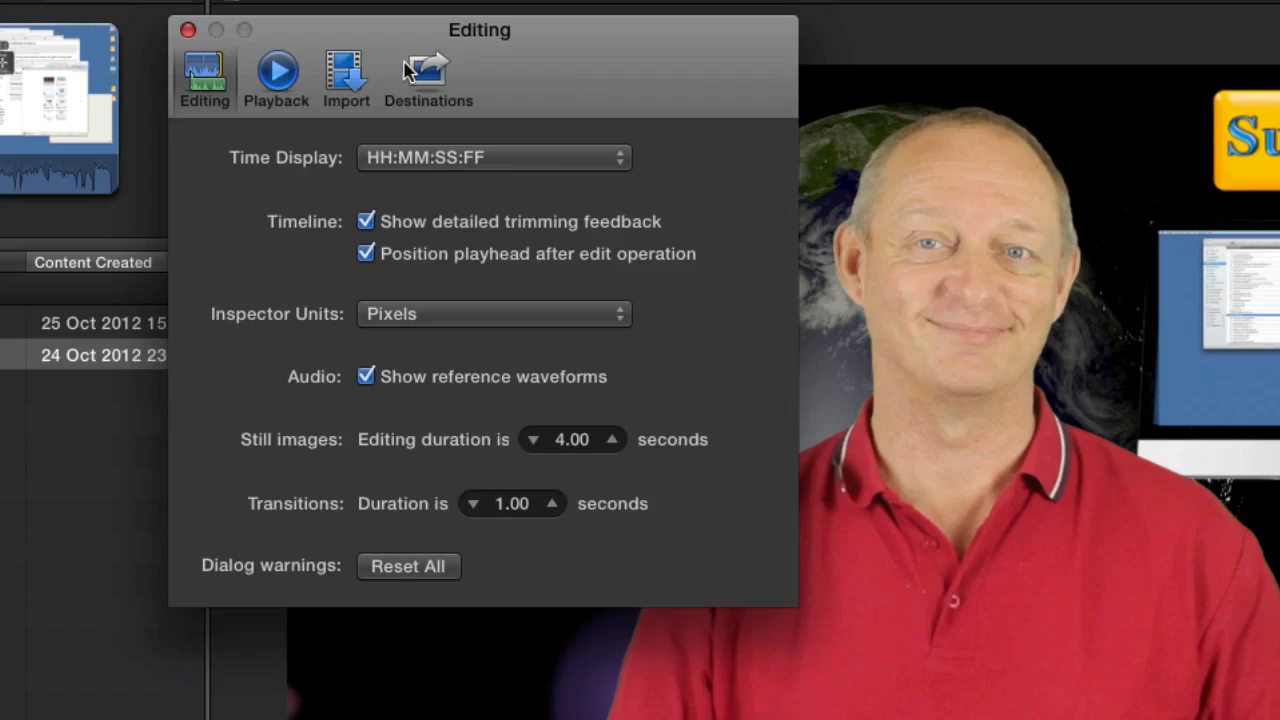 Editing
Editing Playback Import Destinations
Time Display: HH:MM:SS:FF
Timeline: Show detailed trimming feedback
Position playhead after edit operation
Inspector Units: Pixels
Audio: Show reference waveforms
Still images: Editing duration is 4.00 seconds
Transitions: Duration is 1.00 seconds
Dialog warnings: Reset All
Content Created
25 Oct 2012 15
24 Oct 2012 23
Su